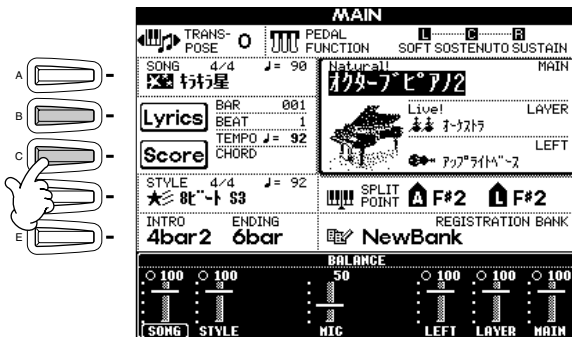 MAIN
TRANS-POSE 0
PEDAL FUNCTION
L C R
SOFT SOSTENUTO SUSTAIN
SONG 4/4 ♩= 90
キラキラ星
Natural! MAIN
オクターブピアノ2
A
B
C
E
Lyrics
Score
BAR 001
BEAT 1
TEMPO ♩= 92
CHORD
Live! LAYER
オーケストラ
LEFT
アップライトベース
STYLE 4/4 ♩= 92
8ビート S3
SPLIT POINT A F#2 L F#2
INTRO ENDING
4bar2 6bar
REGISTRATION BANK
NewBank
BALANCE
100 100 50 100 100 100
SONG STYLE MIC LEFT LAYER MAIN